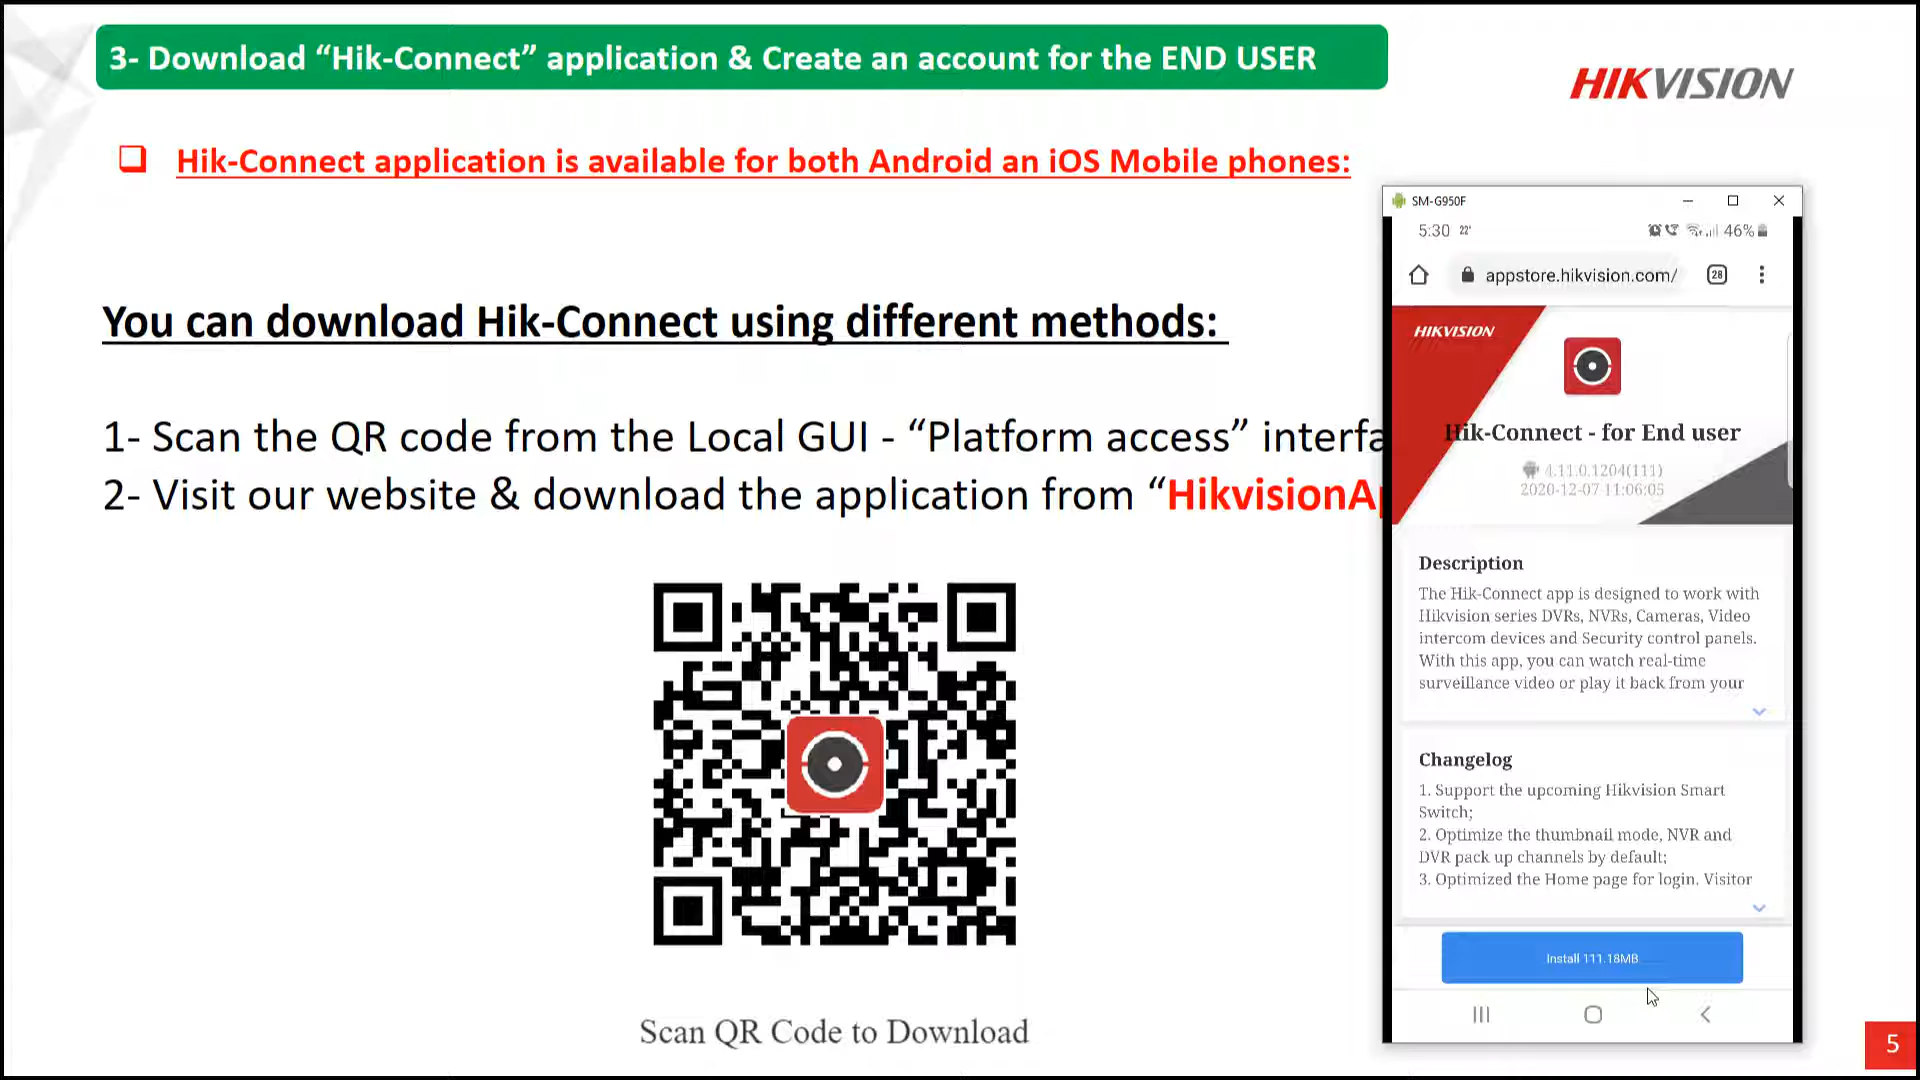 3- Download “Hik-Connect” application & Create an account for the END USER
HIKVISION
Hik-Connect application is available for both Android an iOS Mobile phones:
You can download Hik-Connect using different methods:
1- Scan the QR code from the Local GUI - “Platform access” interfa
2- Visit our website & download the application from “HikvisionAp
Scan QR Code to Download
SM-G950F
5:30 22°
46%
appstore.hikvision.com/
28
HIKVISION
Hik-Connect - for End user
4.11.0.1204(111)
2020-12-07 11:06:05
Description
The Hik-Connect app is designed to work with
Hikvision series DVRs, NVRs, Cameras, Video
intercom devices and Security control panels.
With this app, you can watch real-time
surveillance video or play it back from your
Changelog
1. Support the upcoming Hikvision Smart
Switch;
2. Optimize the thumbnail mode, NVR and
DVR pack up channels by default;
3. Optimized the Home page for login. Visitor
Install 111.18MB
5